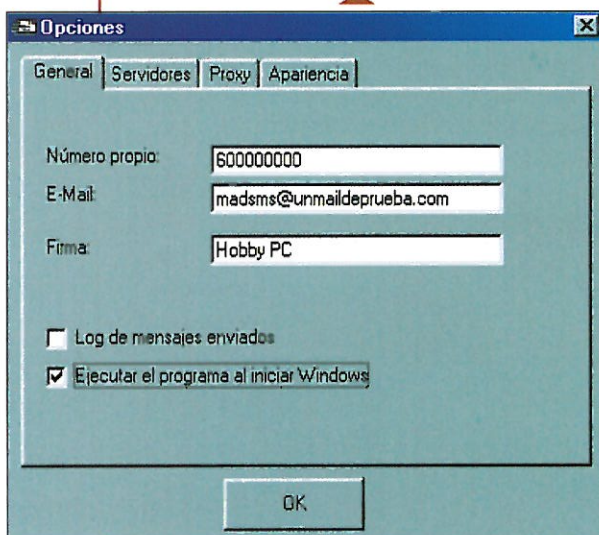 Opciones
General Servidores Proxy Apariencia
Número propio: 600000000
E-Mail: madsms@unmaildeprueba.com
Firma: Hobby PC
Log de mensajes enviados
Ejecutar el programa al iniciar Windows
OK